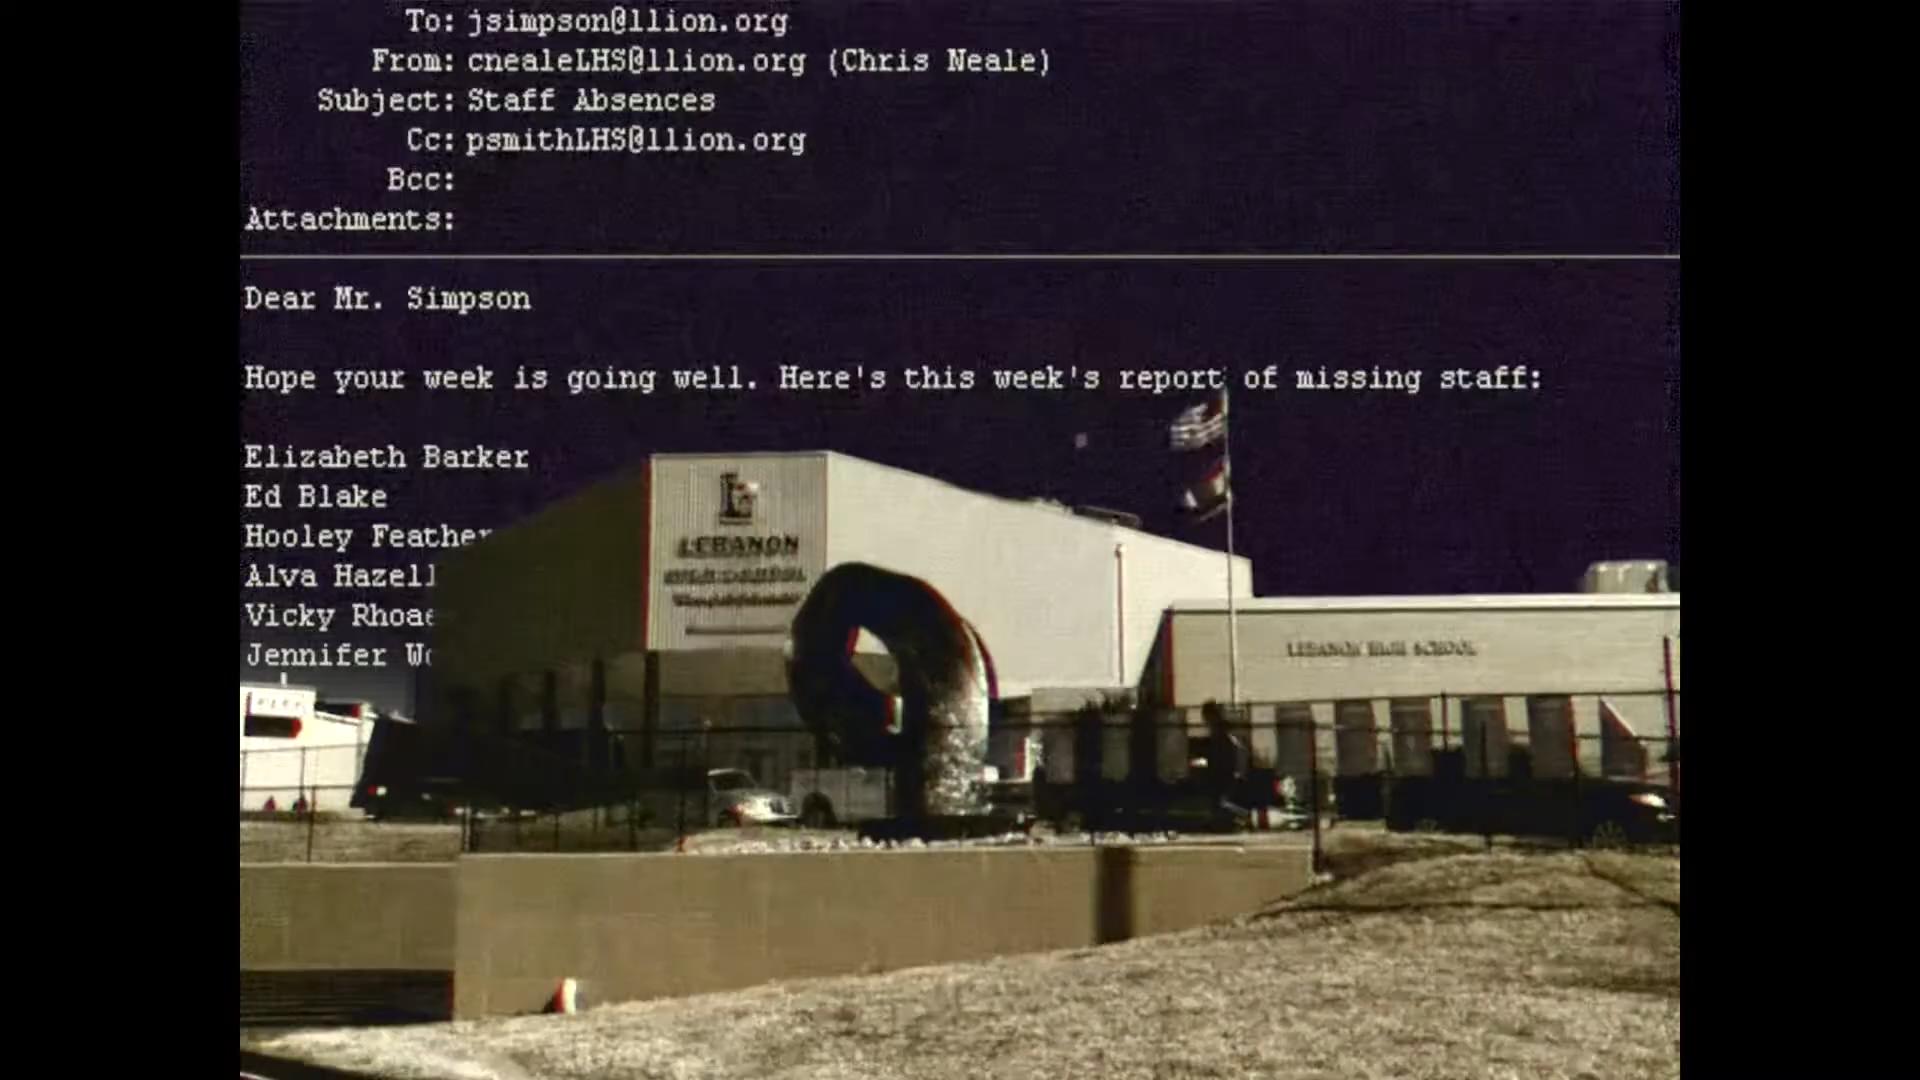 To: jsimpson@llion.org
From: cnealeLHS@llion.org (Chris Neale)
Subject: Staff Absences
Cc: psmithLHS@llion.org
Bcc:
Attachments:
Dear Mr. Simpson
Hope your week is going well. Here's this week's report of missing staff:
Elizabeth Barker
Ed Blake
Hooley Feather
Alva Hazell
Vicky
Jennifer
LEBANON
LEBANON HIGH SCHOOL